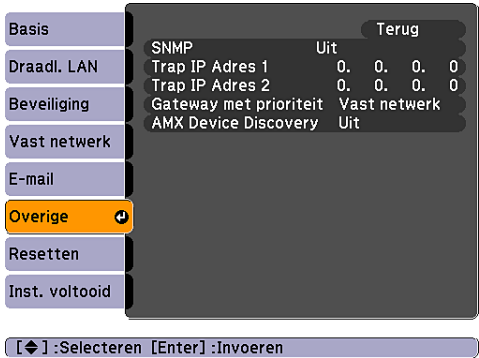 Basis
Draadl. LAN
Beveiliging
Vast netwerk
E-mail
Overige
Resetten
Inst. voltooid
Terug
SNMP Uit
Trap IP Adres 1 0. 0. 0. 0
Trap IP Adres 2 0. 0. 0. 0
Gateway met prioriteit Vast netwerk
AMX Device Discovery Uit
[◆] :Selecteren [Enter] :Invoeren